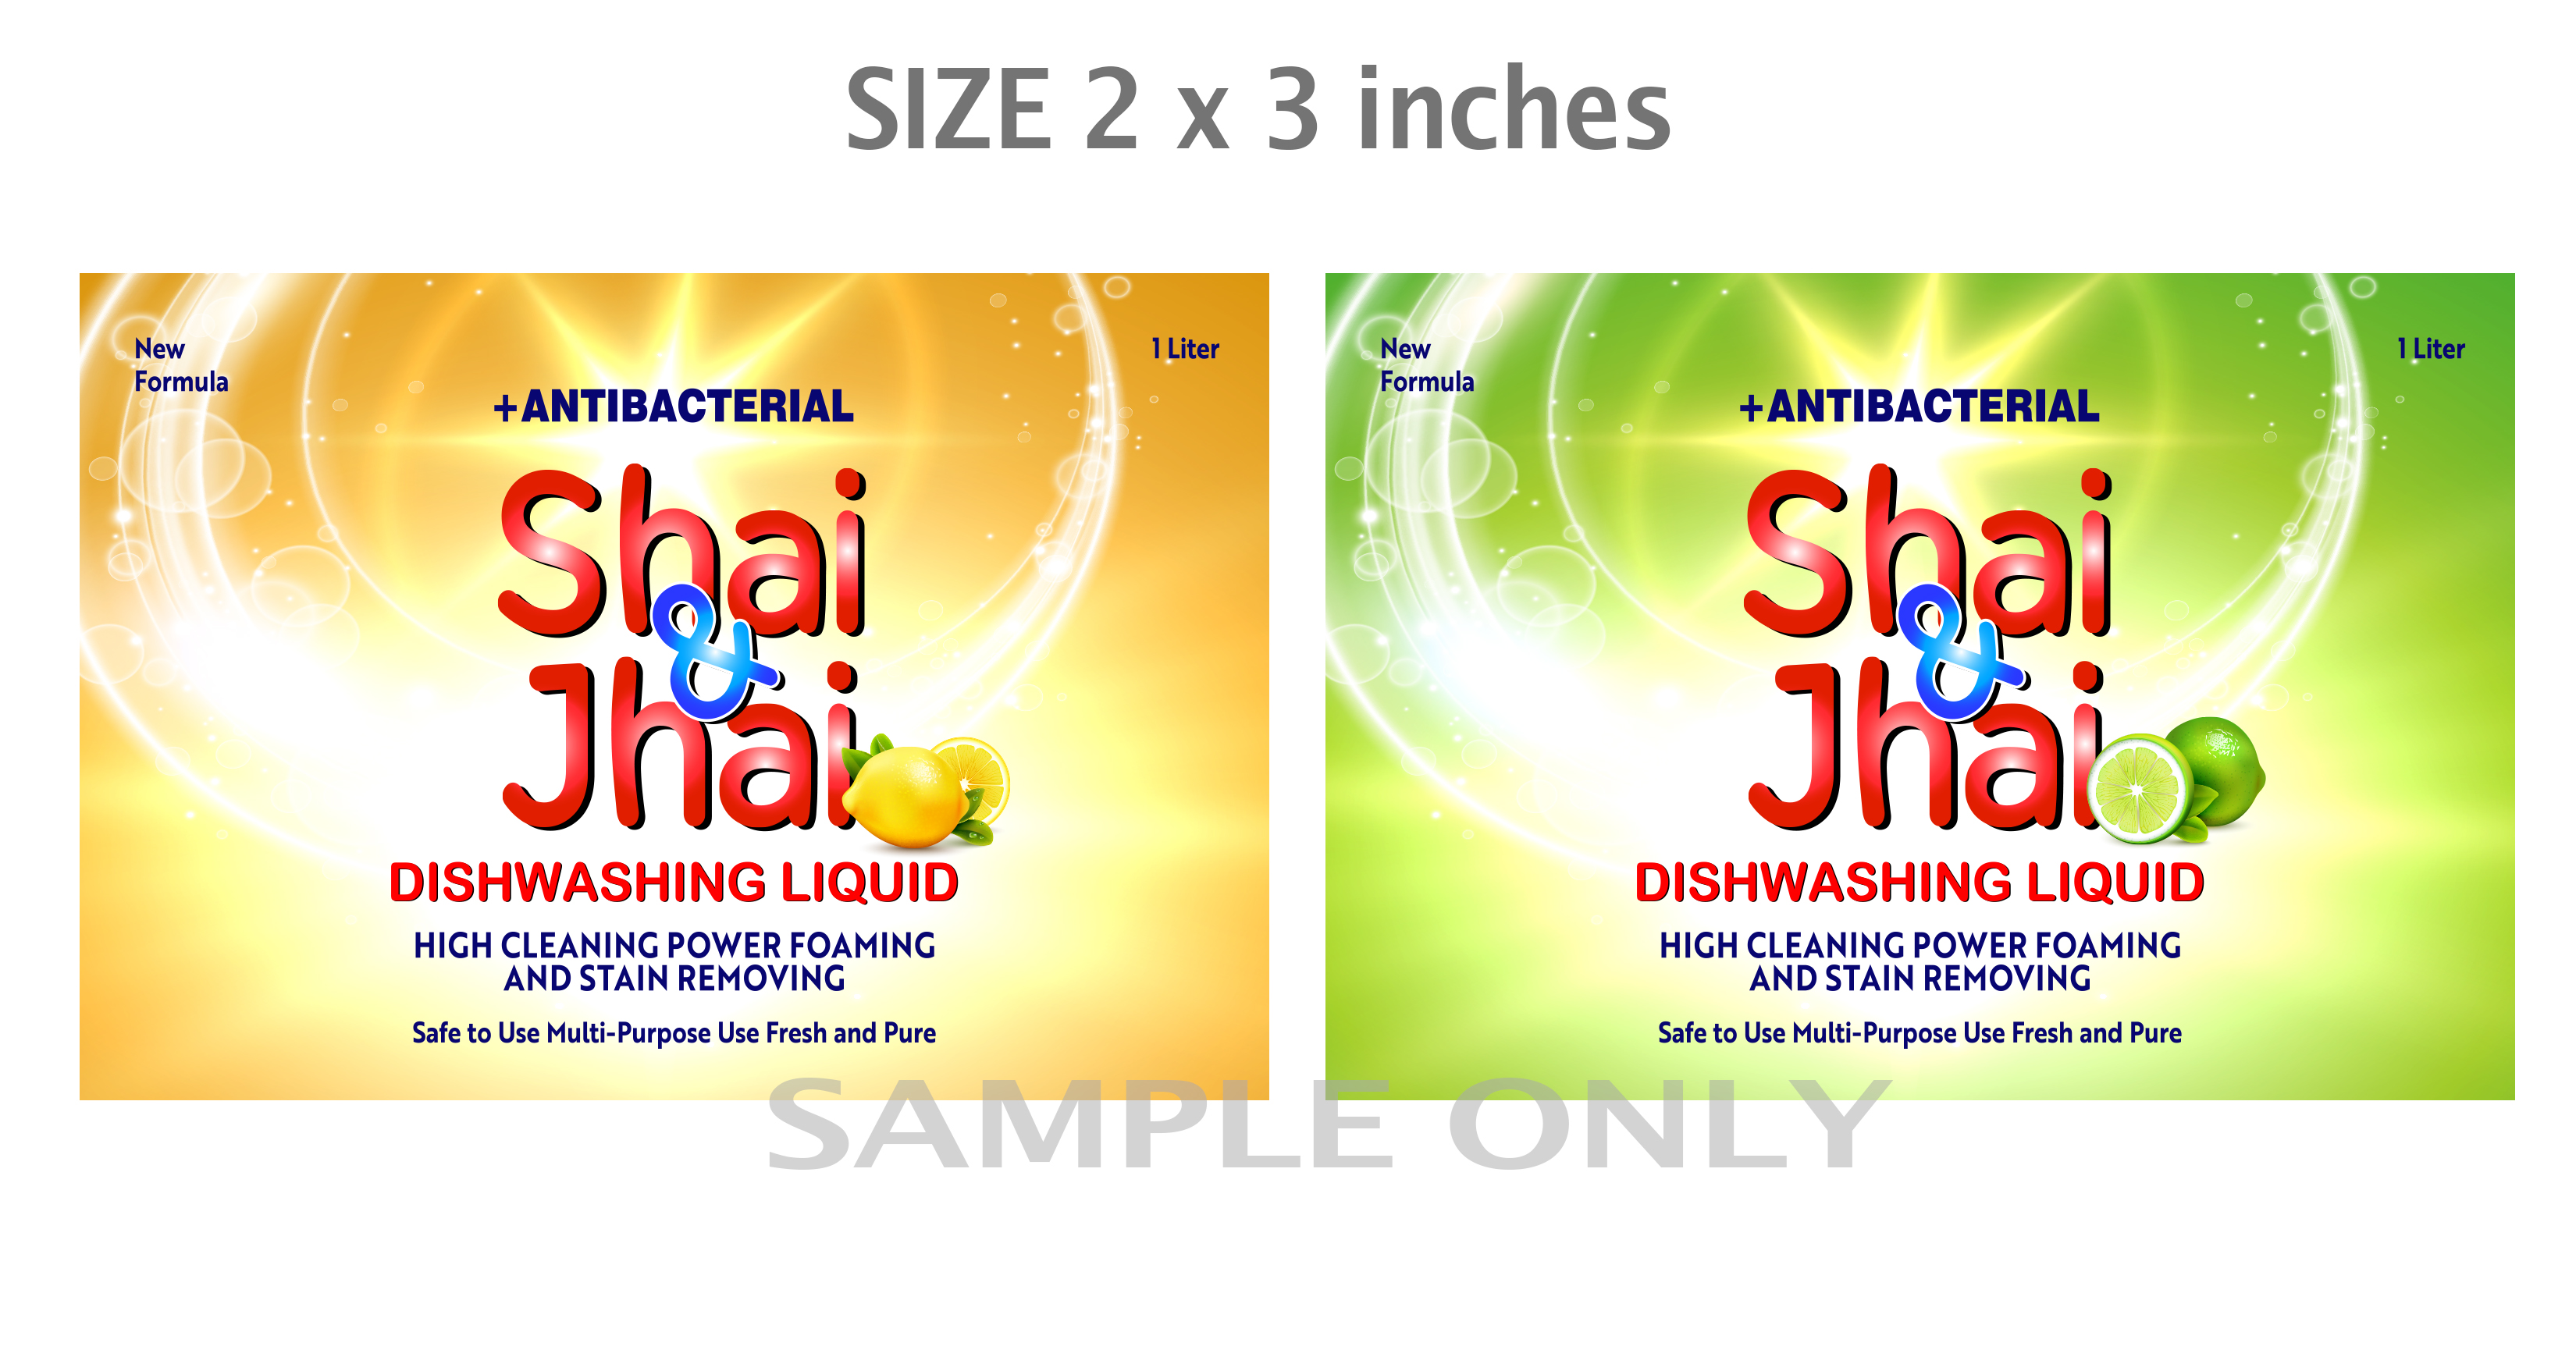 SIZE 2 x 3 inches
New
Formula
1 Liter
+ANTIBACTERIAL
Shai
&
Jhai
DISHWASHING LIQUID
HIGH CLEANING POWER FOAMING
AND STAIN REMOVING
Safe to Use Multi-Purpose Use Fresh and Pure
New
Formula
1 Liter
+ANTIBACTERIAL
Shai
&
Jhai
DISHWASHING LIQUID
HIGH CLEANING POWER FOAMING
AND STAIN REMOVING
Safe to Use Multi-Purpose Use Fresh and Pure
SAMPLE ONLY